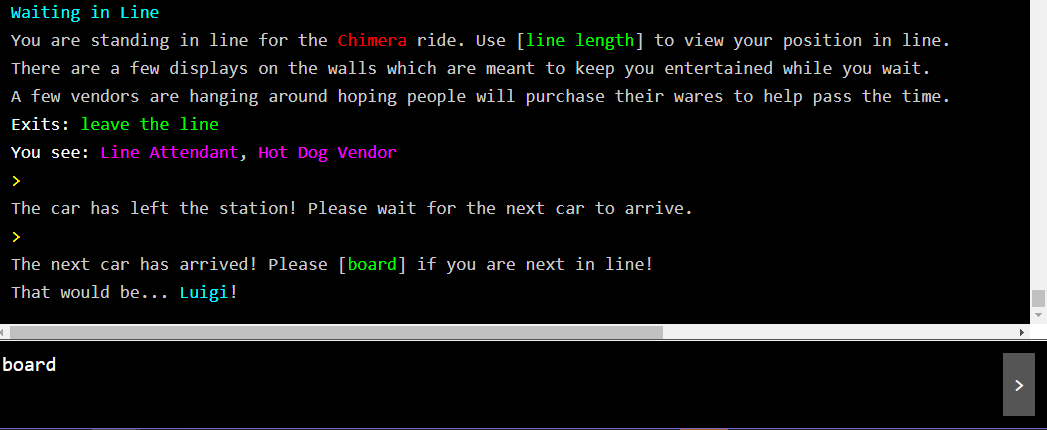 Waiting in Line
You are standing in line for the Chimera ride. Use [line length] to view your position in line.
There are a few displays on the walls which are meant to keep you entertained while you wait.
A few vendors are hanging around hoping people will purchase their wares to help pass the time.
Exits: leave the line
You see: Line Attendant, Hot Dog Vendor
>
The car has left the station! Please wait for the next car to arrive.
>
The next car has arrived! Please [board] if you are next in line!
That would be... Luigi!
board
>